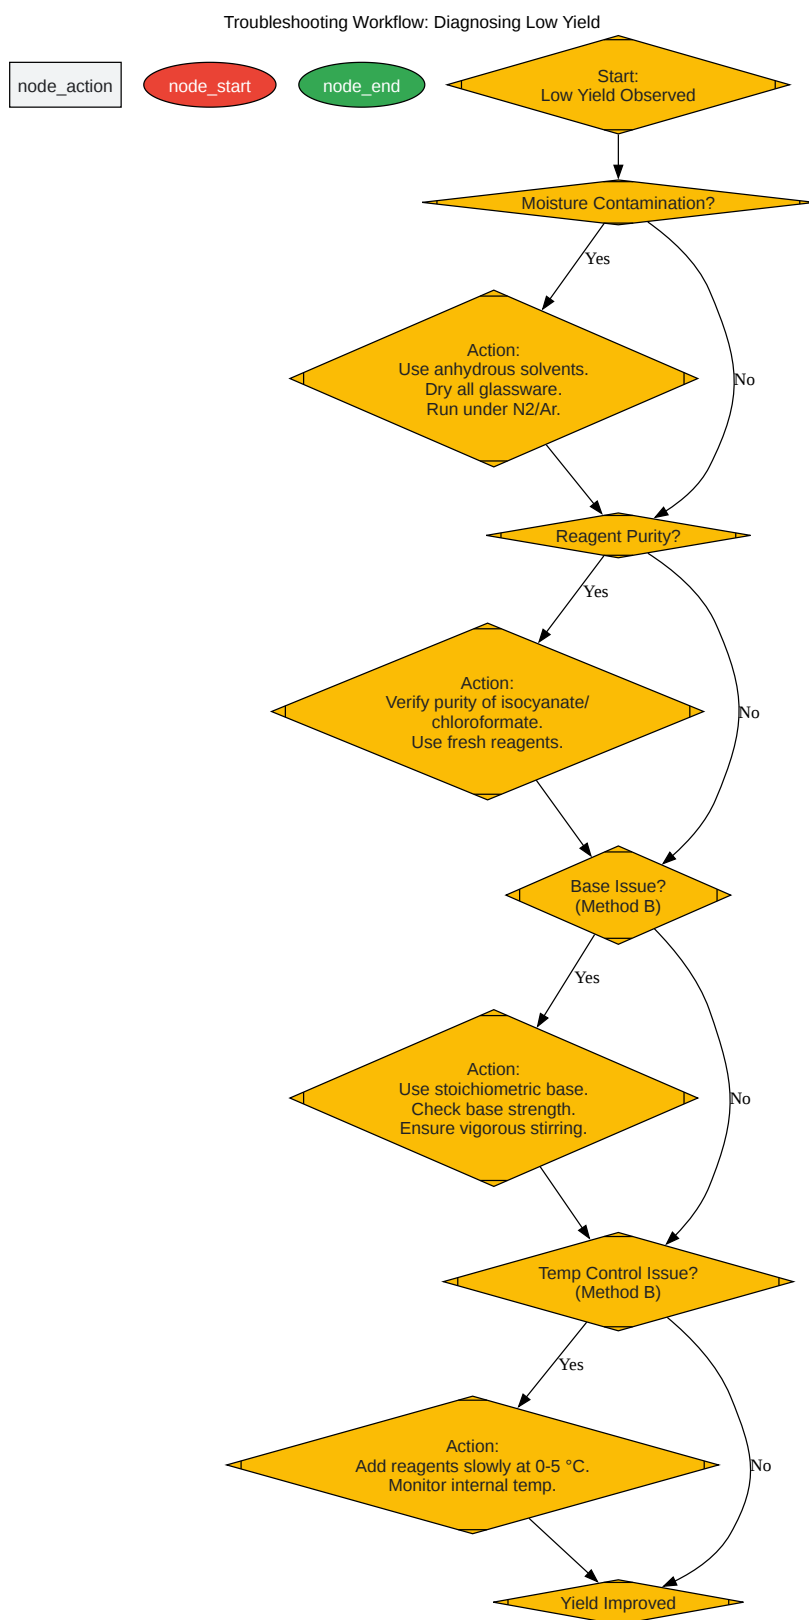 Troubleshooting Workflow: Diagnosing Low Yield
node_action
node_start
node_end
Start:
Low Yield Observed
Moisture Contamination?
Yes
Action:
Use anhydrous solvents.
Dry all glassware.
Run under N2/Ar.
No
Reagent Purity?
Yes
Action:
Verify purity of isocyanate/
chloroformate.
Use fresh reagents.
No
Base Issue?
(Method B)
Yes
Action:
Use stoichiometric base.
Check base strength.
Ensure vigorous stirring.
No
Temp Control Issue?
(Method B)
Yes
Action:
Add reagents slowly at 0-5 °C.
Monitor internal temp.
No
Yield Improved